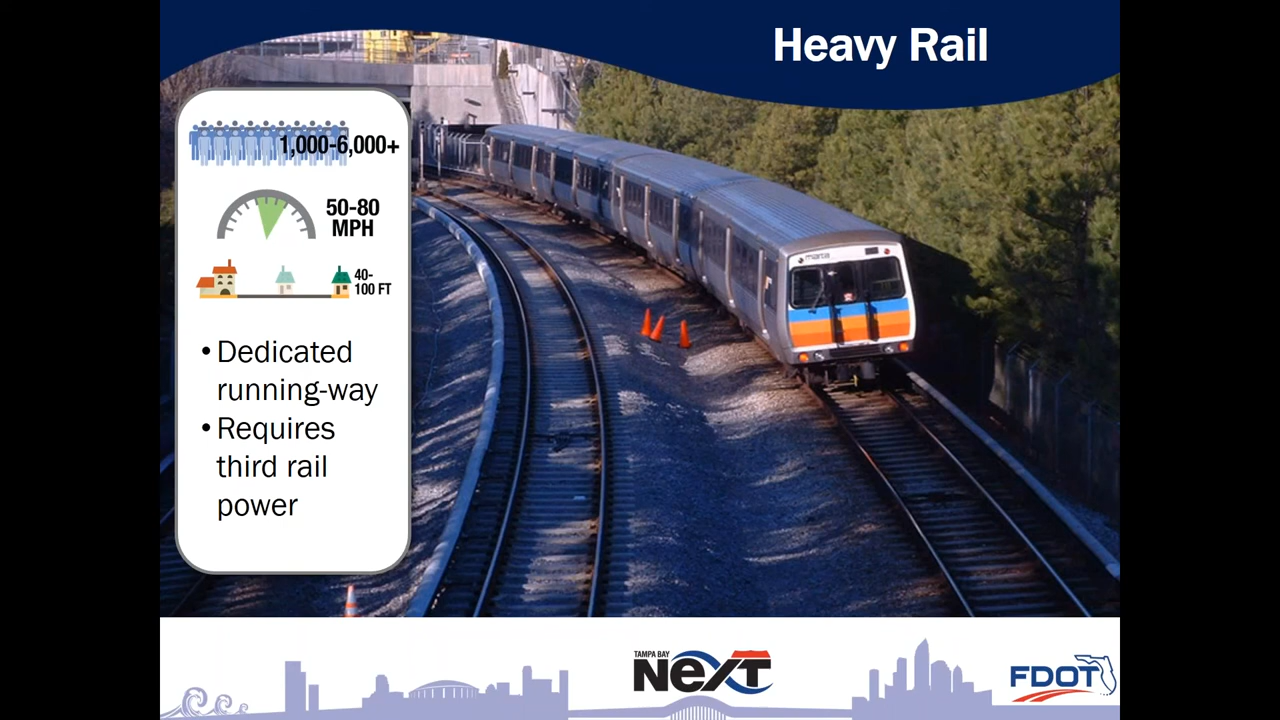 Heavy Rail
1,000-6,000+
50-80
MPH
40-
100 FT
• Dedicated
running-way
• Requires
third rail
power
marta
TAMPA BAY
NEXT
FDOT